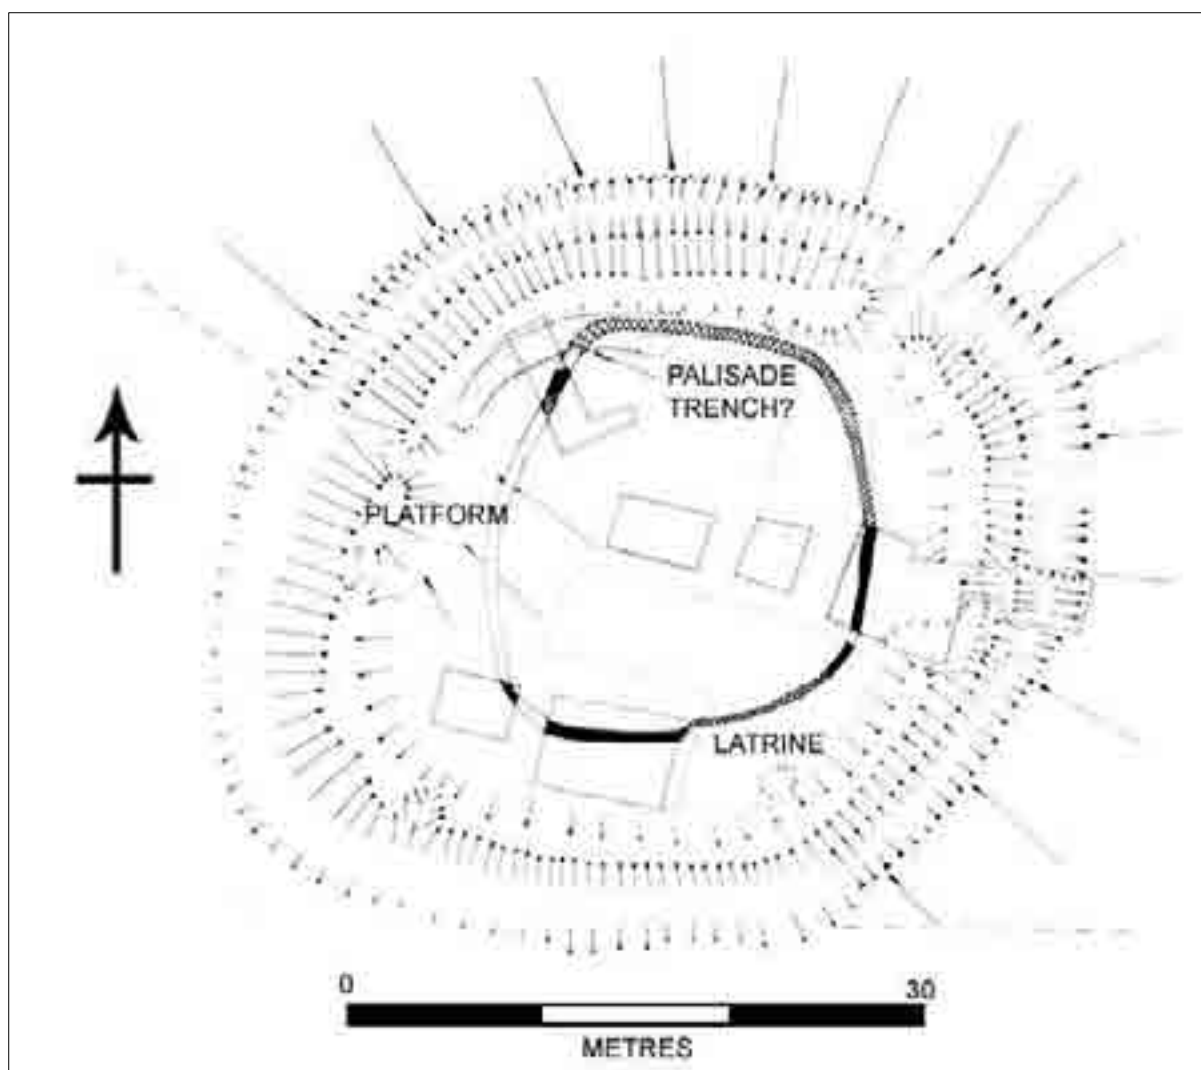 PALISADE
TRENCH?
PLATFORM
LATRINE
0 30
METRES